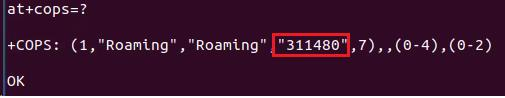 at+cops=?
+COPS: (1,"Roaming","Roaming","311480",7),,(0-4),(0-2)
OK